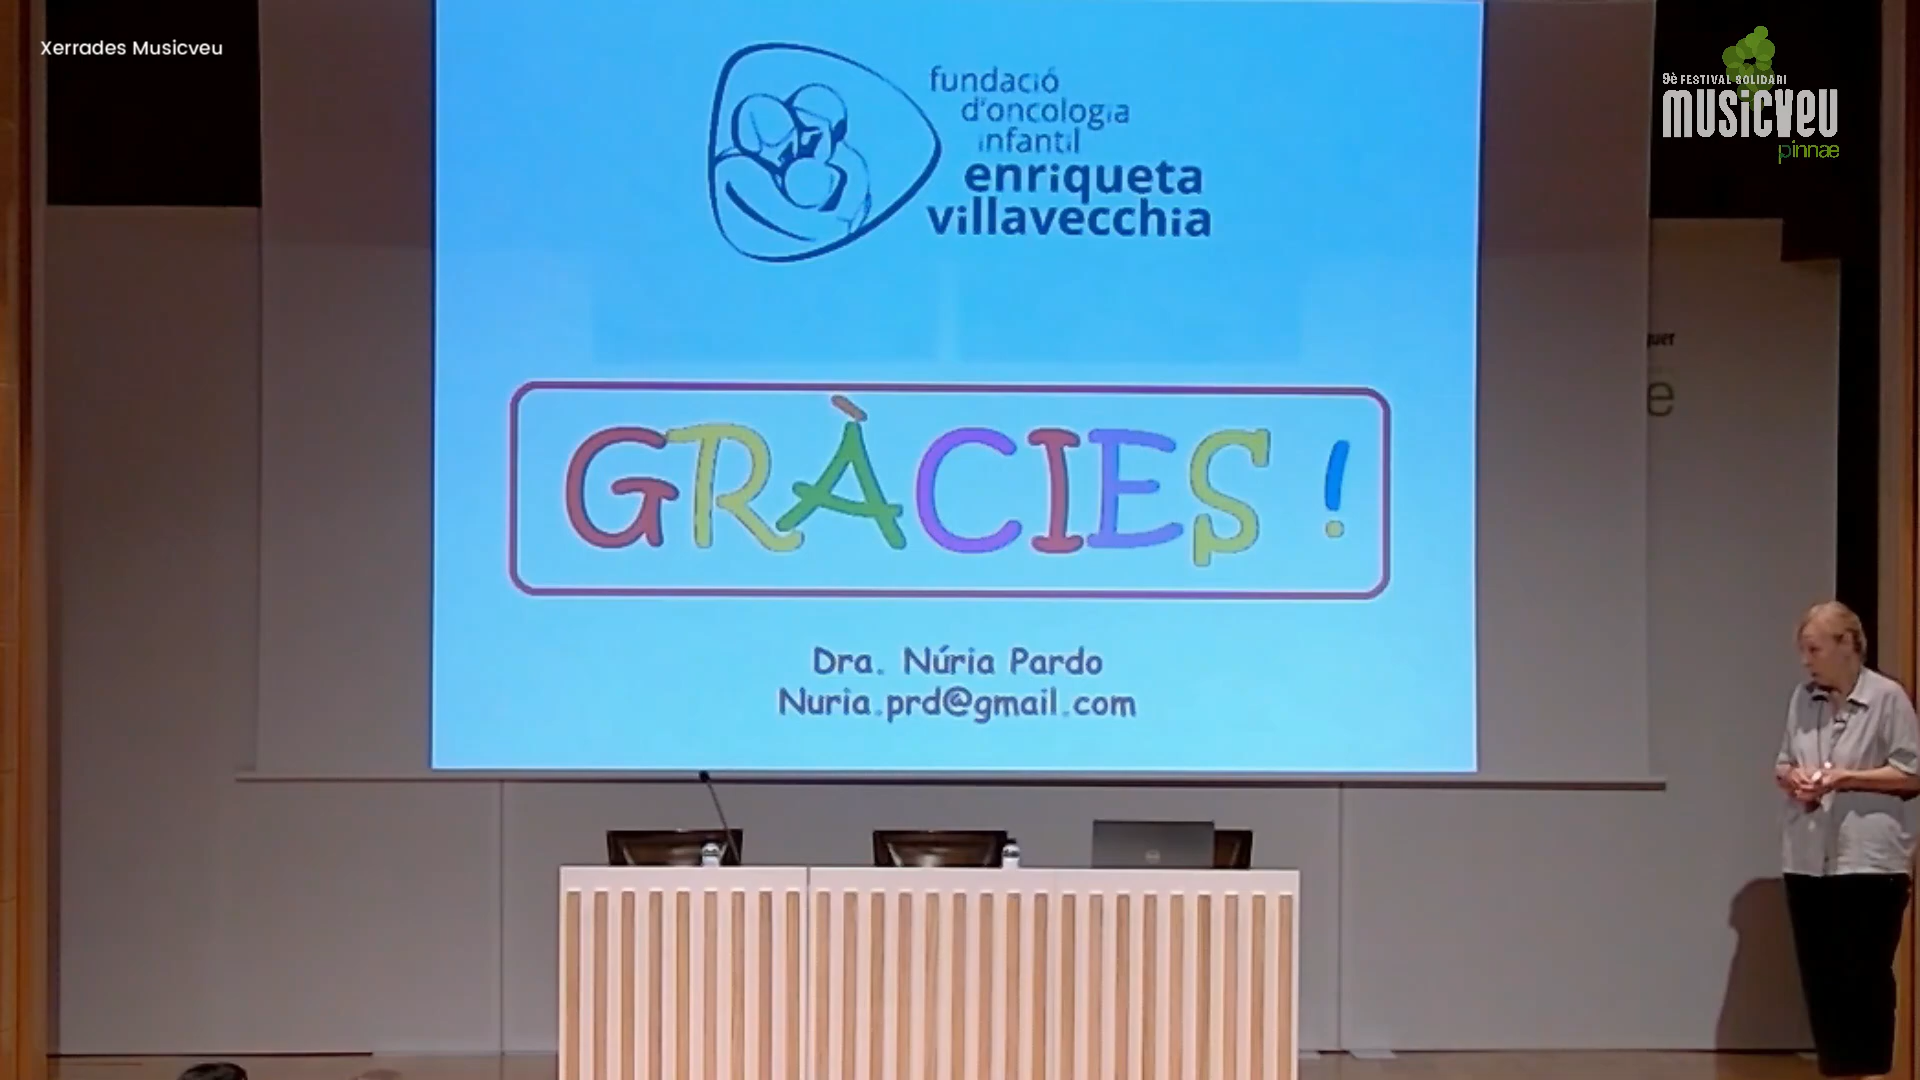 Xerrades Musicveu
9è FESTIVAL SOLIDARI
musicveu
pinnae
fundació
d'oncologia
infantil
enriqueta
villavecchia
GRÀCIES !
Dra. Núria Pardo
Nuria.prd@gmail.com